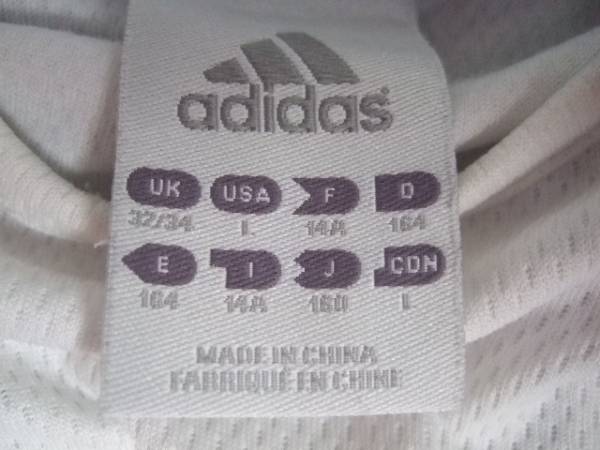 adidas
UK USA F D
32/34 L 14A 164
E I J CDN
164 14A 160 L
MADE IN CHINA
FABRIQUÉ EN CHINE